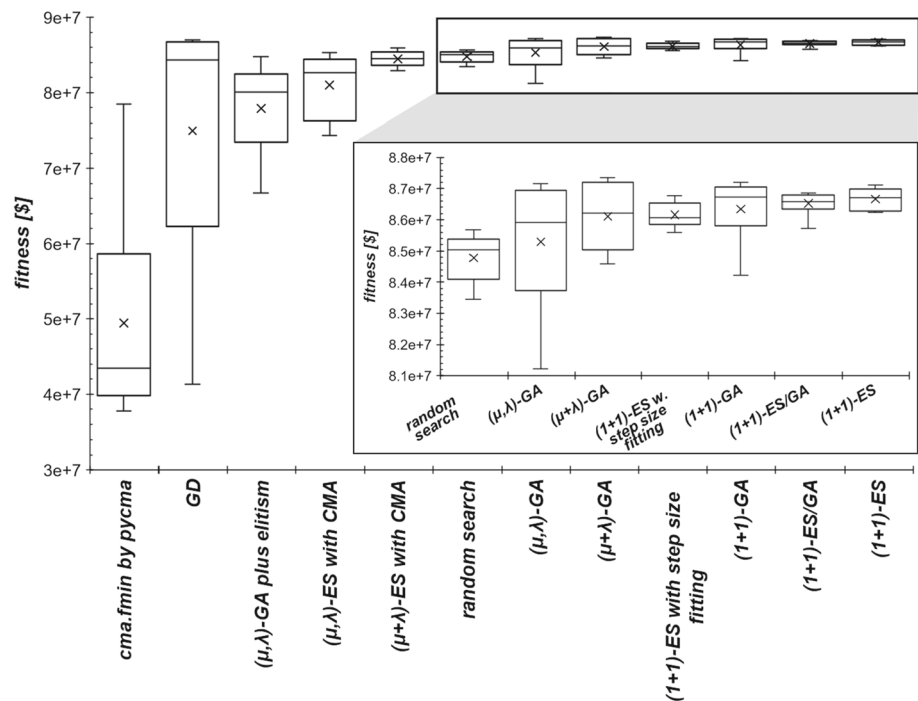 fitness [$]
9e+7
8e+7
7e+7
6e+7
5e+7
4e+7
3e+7
cma.fmin by pycma
GD
(μ,λ)-GA plus elitism
(μ,λ)-ES with CMA
(μ+λ)-ES with CMA
random search
(μ,λ)-GA
(μ+λ)-GA
(1+1)-ES with step size
fitting
(1+1)-GA
(1+1)-ES/GA
(1+1)-ES
fitness [$]
8.8e+7
8.7e+7
8.6e+7
8.5e+7
8.4e+7
8.3e+7
8.2e+7
8.1e+7
random
search
(μ,λ)-GA
(μ+λ)-GA
(1+1)-ES w.
step size
fitting
(1+1)-GA
(1+1)-ES/GA
(1+1)-ES